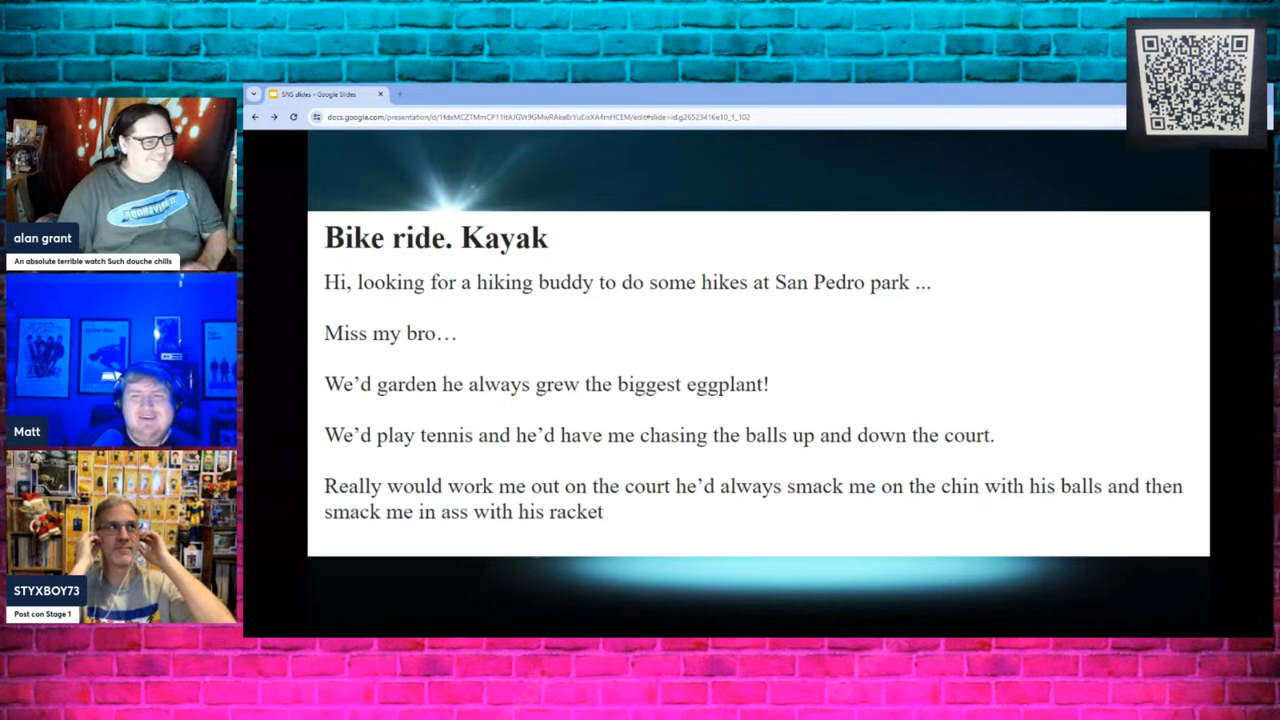 SNS slides - Google Slides
alan grant
An absolute terrible watch Such douche chills
Matt
STYXBOY73
Post con Stage 1
Bike ride. Kayak
Hi, looking for a hiking buddy to do some hikes at San Pedro park ...
Miss my bro…
We’d garden he always grew the biggest eggplant!
We’d play tennis and he’d have me chasing the balls up and down the court.
Really would work me out on the court he’d always smack me on the chin with his balls and then
smack me in ass with his racket